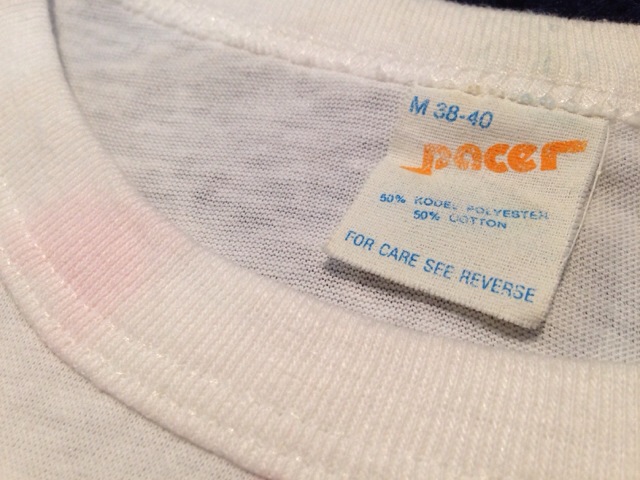 M 38-40
pacer
50% KODEL POLYESTER
50% COTTON
FOR CARE SEE REVERSE